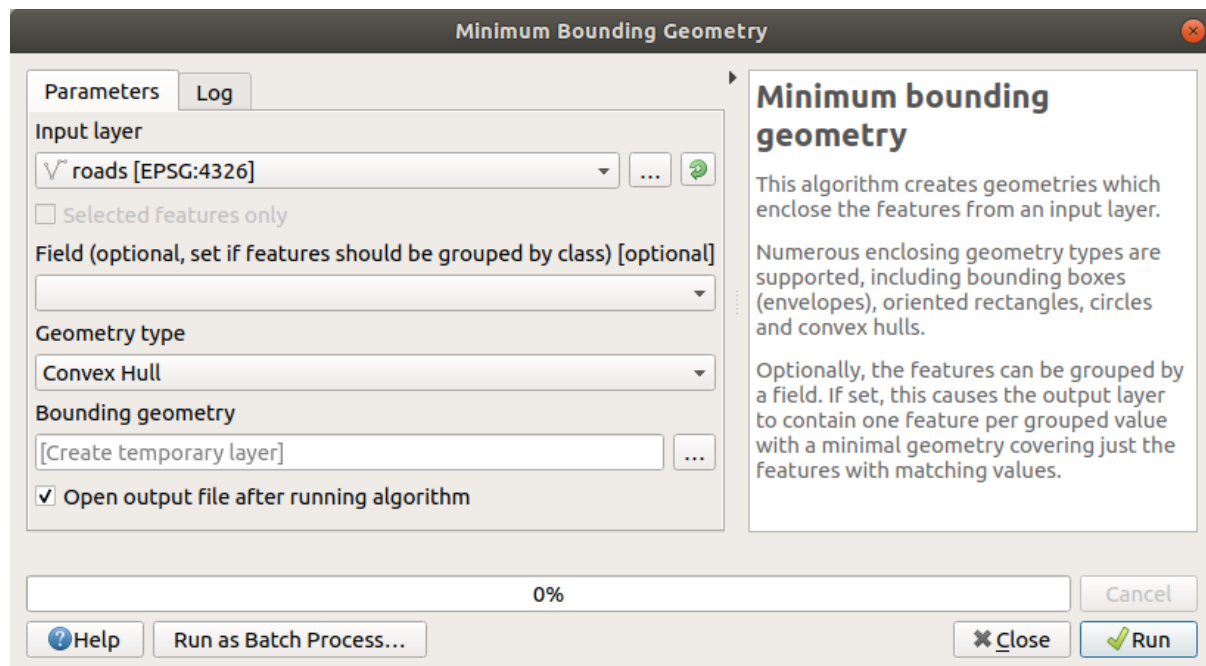 Minimum Bounding Geometry
Parameters
Log
Input layer
roads [EPSG:4326]
...
Selected features only
Field (optional, set if features should be grouped by class) [optional]
Geometry type
Convex Hull
Bounding geometry
[Create temporary layer]
...
Open output file after running algorithm
Minimum bounding
geometry
This algorithm creates geometries which
enclose the features from an input layer.
Numerous enclosing geometry types are
supported, including bounding boxes
(envelopes), oriented rectangles, circles
and convex hulls.
Optionally, the features can be grouped by
a field. If set, this causes the output layer
to contain one feature per grouped value
with a minimal geometry covering just the
features with matching values.
0%
Cancel
Help
Run as Batch Process...
Close
Run